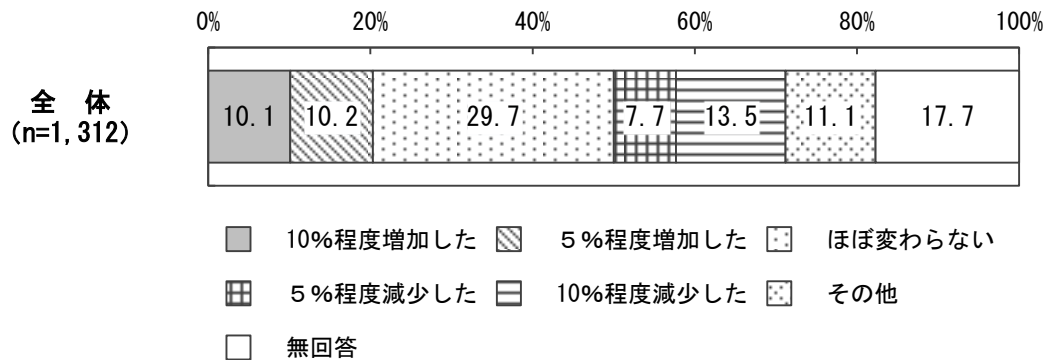 0% 20% 40% 60% 80% 100%
全 体
(n=1,312)
10.1 10.2 29.7 7.7 13.5 11.1 17.7
10%程度増加した ５%程度増加した ほぼ変わらない
５%程度減少した 10%程度減少した その他
無回答